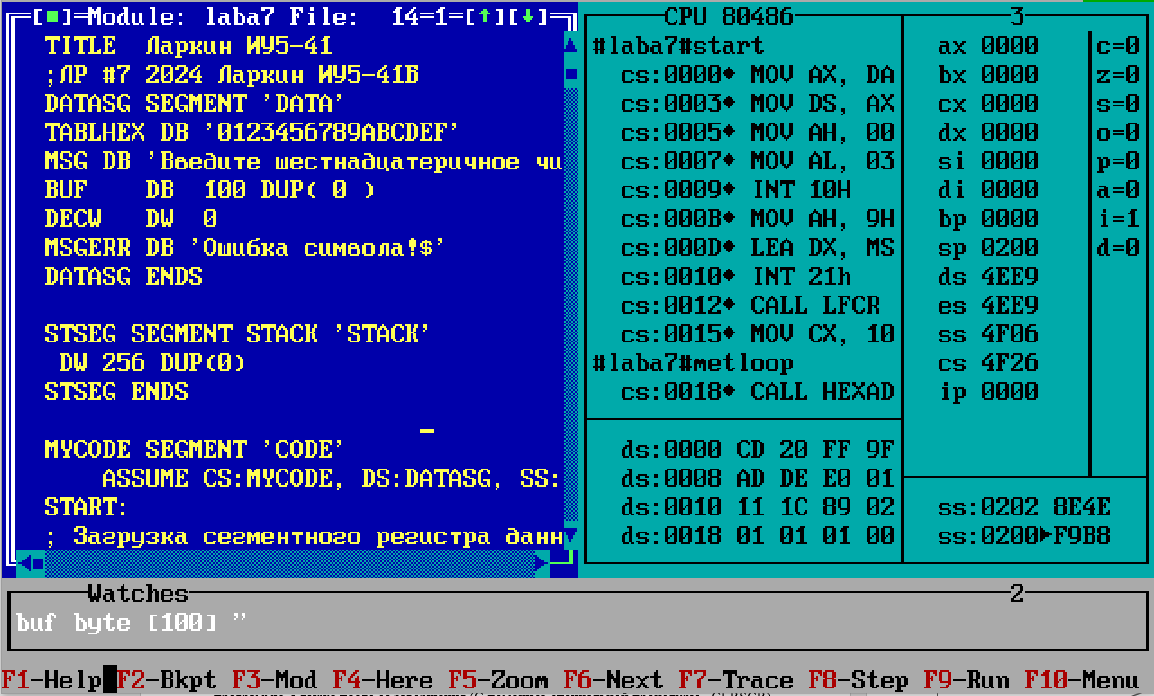 [■]=Module: laba7 File: 14=1=[↑][↓]
TITLE Ларкин ИУ5-41
;ЛР #7 2024 Ларкин ИУ5-41В
DATASG SEGMENT 'DATA'
TABLHEX DB '0123456789ABCDEF'
MSG DB 'Введите шестнадцатеричное чи
BUF DB 100 DUP( 0 )
DECW DW 0
MSGERR DB 'Ошибка символа!$'
DATASG ENDS
STSEG SEGMENT STACK 'STACK'
DW 256 DUP(0)
STSEG ENDS
MYCODE SEGMENT 'CODE'
ASSUME CS:MYCODE, DS:DATASG, SS:
START:
; Загрузка сегментного регистра данн
CPU 80486 3
#laba7#start
cs:0000♦ MOV AX, DA
cs:0003♦ MOV DS, AX
cs:0005♦ MOV AH, 00
cs:0007♦ MOV AL, 03
cs:0009♦ INT 10H
cs:000B♦ MOV AH, 9H
cs:000D♦ LEA DX, MS
cs:0010♦ INT 21h
cs:0012♦ CALL LFCR
cs:0015♦ MOV CX, 10
#laba7#metloop
cs:0018♦ CALL HEXAD
ds:0000 CD 20 FF 9F
ds:0008 AD DE E0 01
ds:0010 11 1C 89 02
ds:0018 01 01 01 00
ax 0000 c=0
bx 0000 z=0
cx 0000 s=0
dx 0000 o=0
si 0000 p=0
di 0000 a=0
bp 0000 i=1
sp 0200 d=0
ds 4EE9
es 4EE9
ss 4F06
cs 4F26
ip 0000
ss:0202 8E4E
ss:0200►F9B8
Watches 2
buf byte [100] ''
F1-Help F2-Bkpt F3-Mod F4-Here F5-Zoom F6-Next F7-Trace F8-Step F9-Run F10-Menu